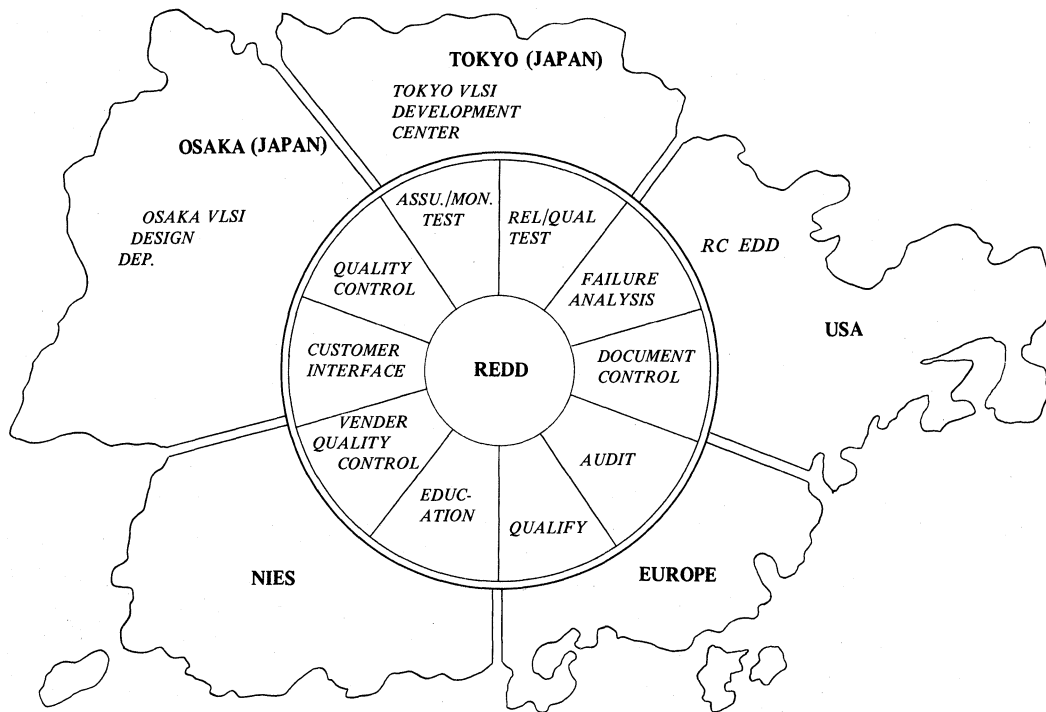 TOKYO (JAPAN)
TOKYO VLSI
DEVELOPMENT
CENTER
OSAKA (JAPAN)
OSAKA VLSI
DESIGN
DEP.
ASSU./MON.
TEST
REL/QUAL
TEST
RC EDD
QUALITY
CONTROL
FAILURE
ANALYSIS
USA
CUSTOMER
INTERFACE
REDD
DOCUMENT
CONTROL
VENDER
QUALITY
CONTROL
AUDIT
EDUC-
ATION
QUALIFY
NIES
EUROPE